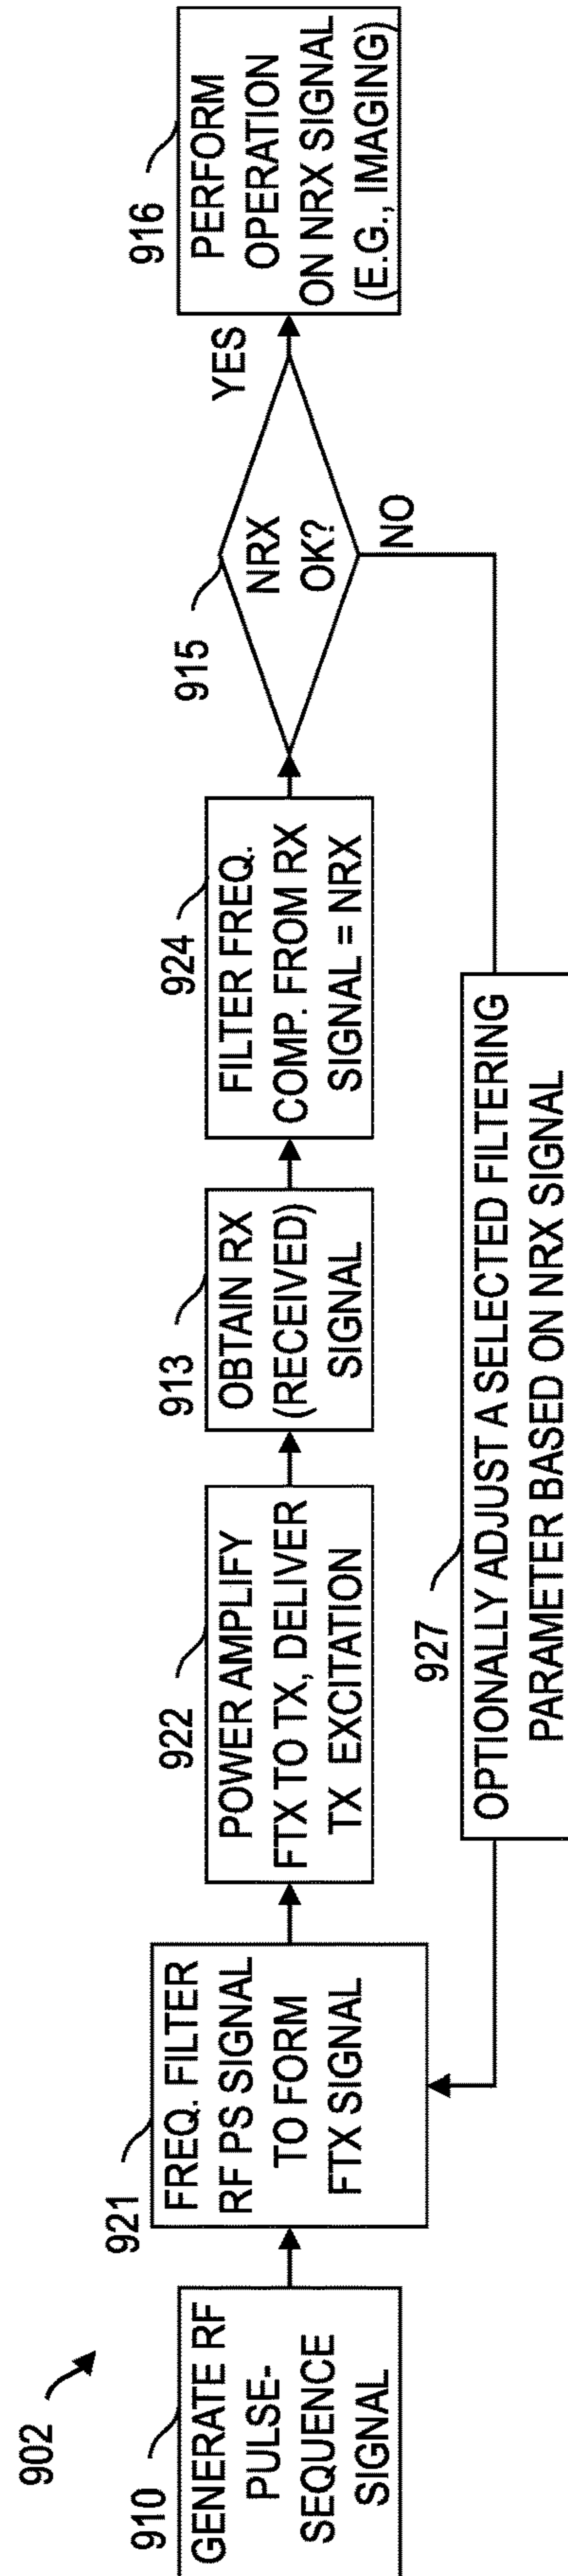 902
910
GENERATE RF
PULSE-
SEQUENCE
SIGNAL
921
FREQ. FILTER
RF PS SIGNAL
TO FORM
FTX SIGNAL
922
POWER AMPLIFY
FTX TO TX, DELIVER
TX EXCITATION
913
OBTAIN RX
(RECEIVED)
SIGNAL
924
FILTER FREQ.
COMP. FROM RX
SIGNAL = NRX
915
NRX
OK?
YES
NO
916
PERFORM
OPERATION
ON NRX SIGNAL
(E.G., IMAGING)
927
OPTIONALLY ADJUST A SELECTED FILTERING
PARAMETER BASED ON NRX SIGNAL